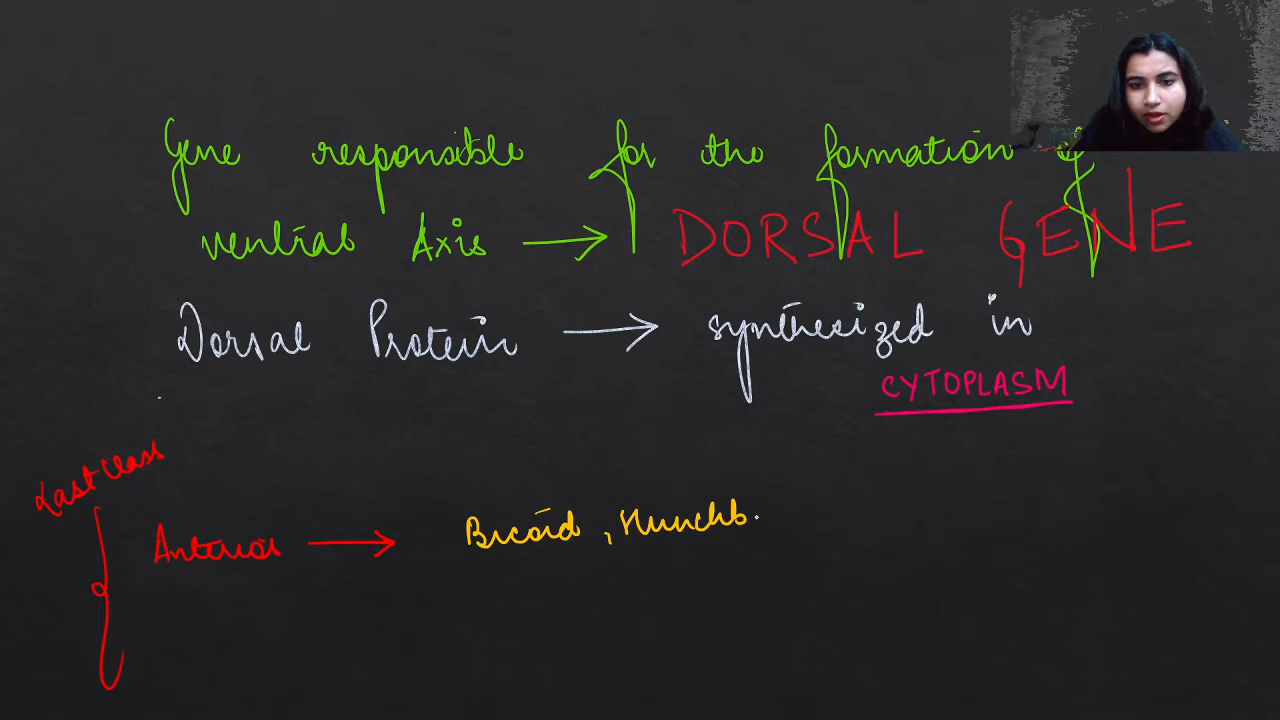 Gene responsible for the formation of
ventral Axis → DORSAL GENE
Dorsal Protein → synthesized in
CYTOPLASM
Last class
Anterior → Bicoid, Hunchb.